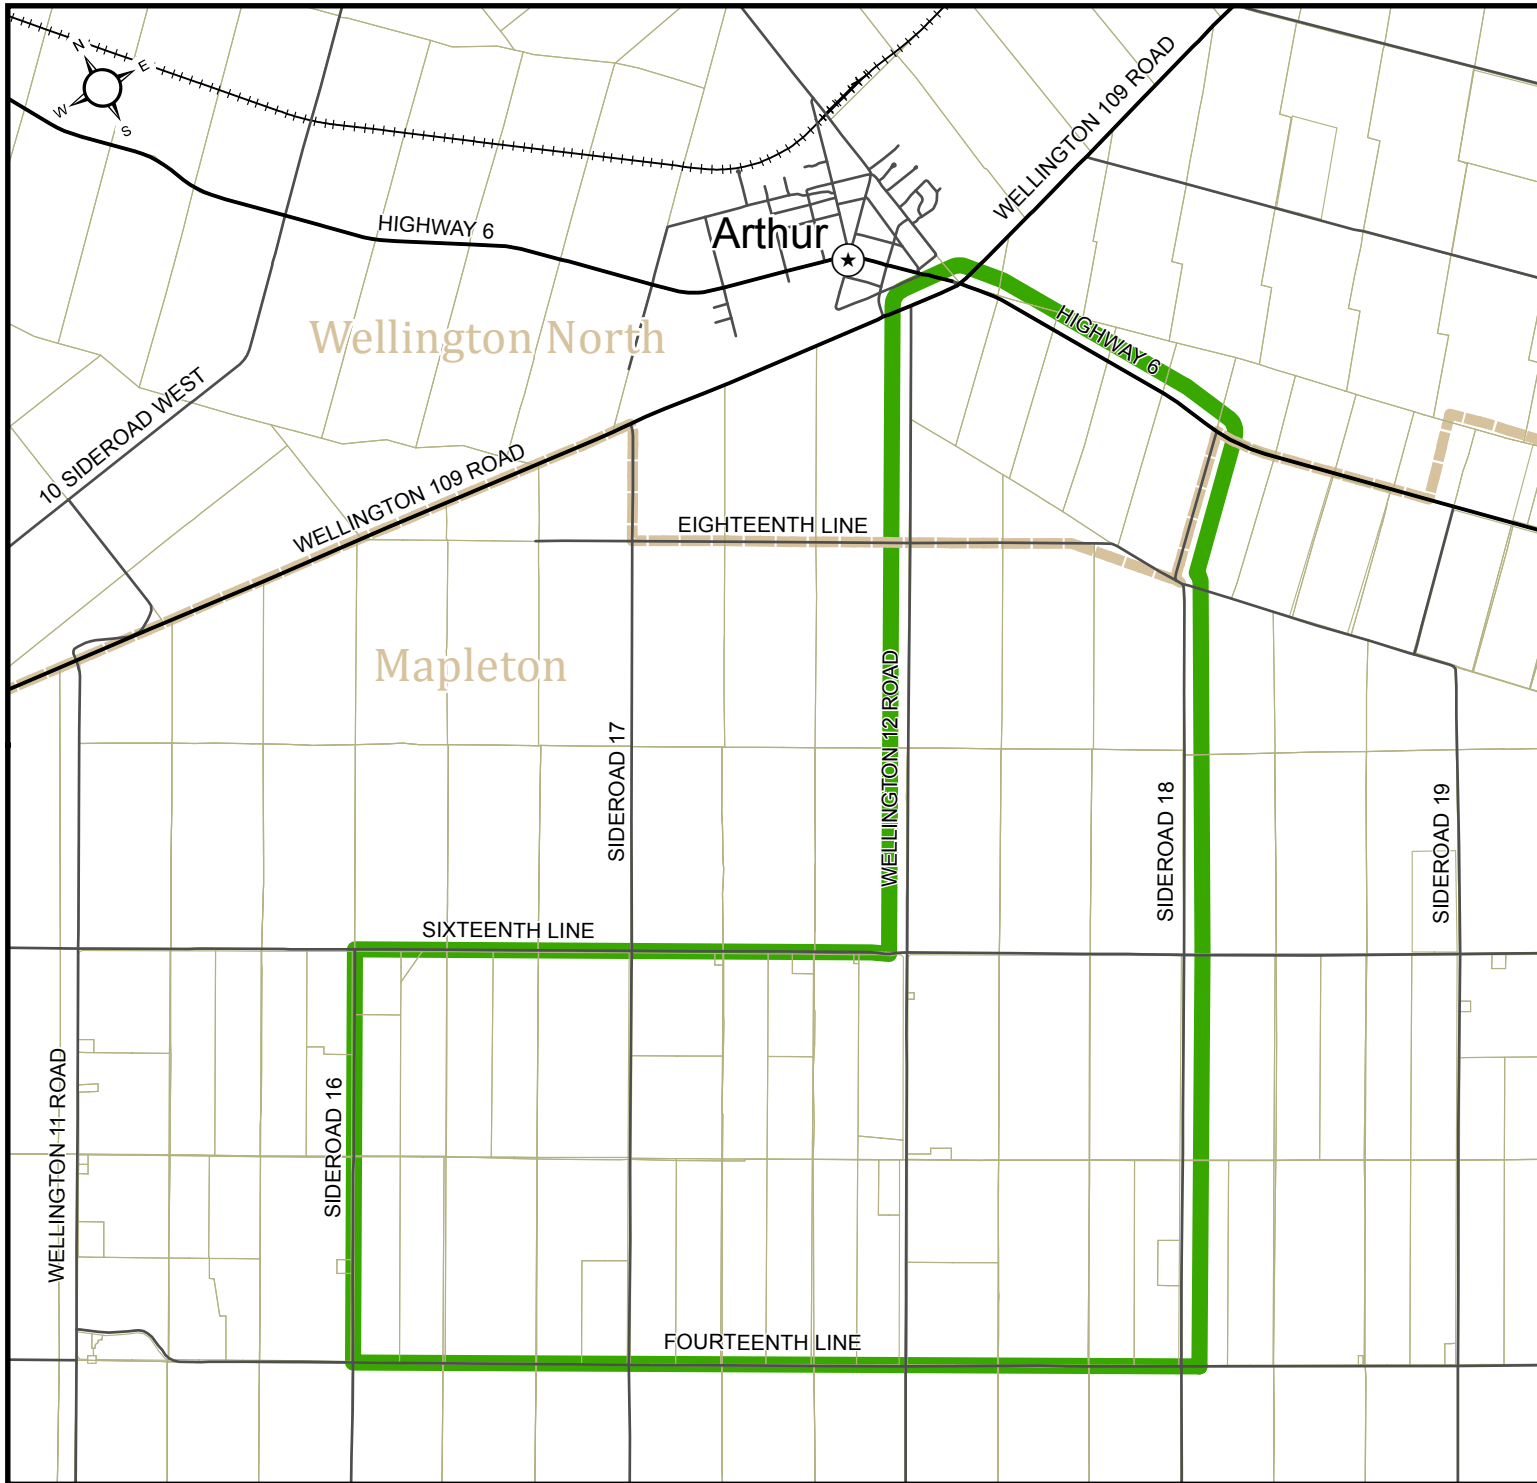 N
E
W
S
WELLINGTON 109 ROAD
HIGHWAY 6
Arthur
Wellington North
HIGHWAY 6
10 SIDEROAD WEST
WELLINGTON 109 ROAD
EIGHTEENTH LINE
Mapleton
SIDEROAD 17
WELLINGTON 12 ROAD
SIDEROAD 18
SIDEROAD 19
SIXTEENTH LINE
WELLINGTON 11 ROAD
SIDEROAD 16
FOURTEENTH LINE